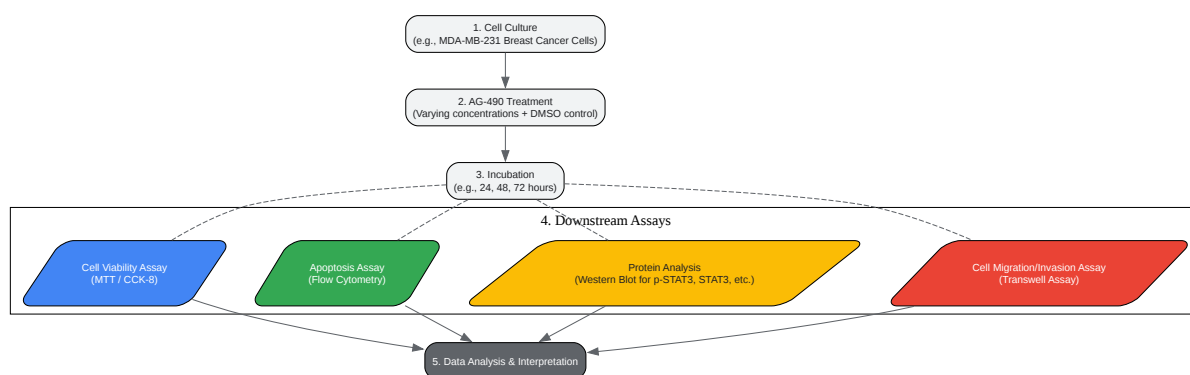 1. Cell Culture
(e.g., MDA-MB-231 Breast Cancer Cells)
2. AG-490 Treatment
(Varying concentrations + DMSO control)
3. Incubation
(e.g., 24, 48, 72 hours)
4. Downstream Assays
Cell Viability Assay
(MTT / CCK-8)
Apoptosis Assay
(Flow Cytometry)
Protein Analysis
(Western Blot for p-STAT3, STAT3, etc.)
Cell Migration/Invasion Assay
(Transwell Assay)
5. Data Analysis & Interpretation